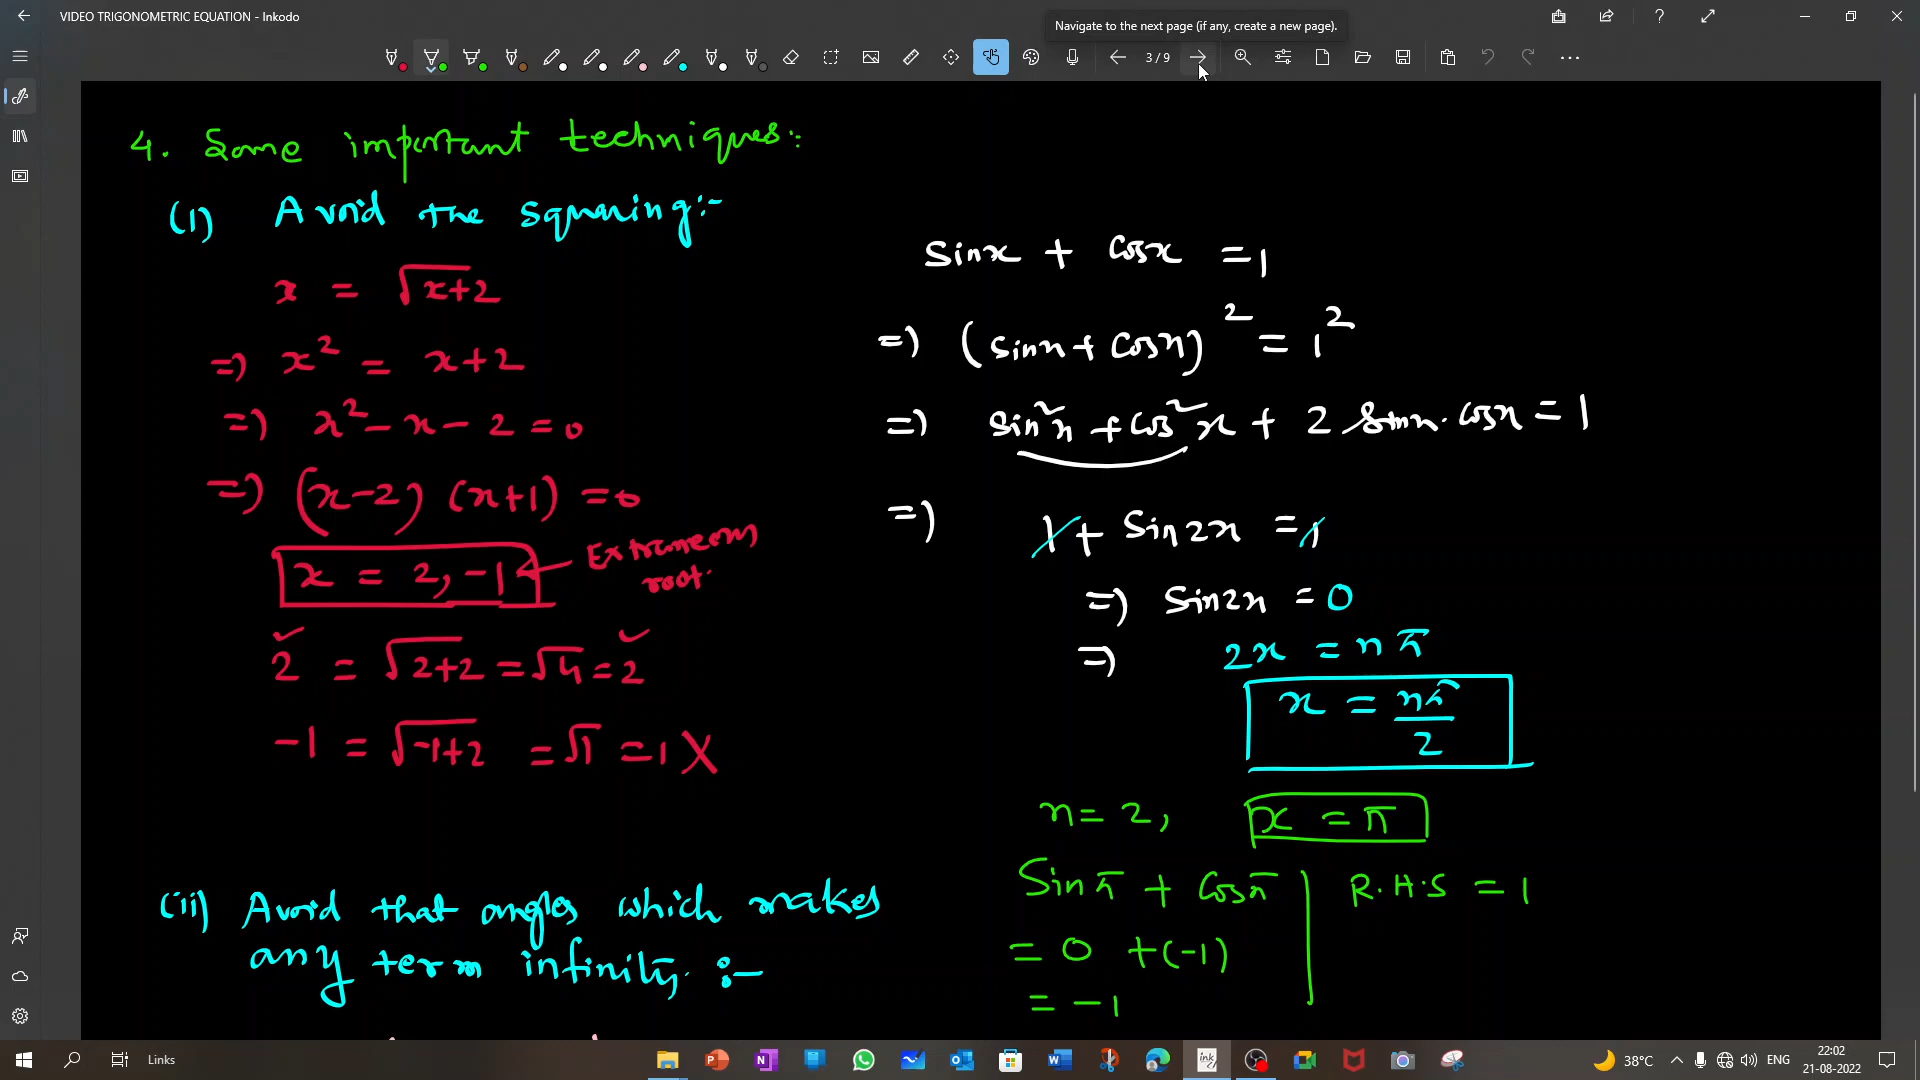 VIDEO TRIGONOMETRIC EQUATION - Inkodo
Navigate to the next page (if any, create a new page).
3 / 9
4. Some important techniques:
(i) Avoid the squaring:-
x = √x+2
=) x² = x+2
=) x² - x - 2 = 0
=) (x-2) (x+1) = 0
x = 2, -1 ← Extraneous
root.
2 = √2+2 = √4 = 2
-1 = √-1+2 = √1 = 1 X
(ii) Avoid that angles which makes
any term infinity. :-
sinx + cosx = 1
=) (sinx + cosx)² = 1²
=) sin²x + cos²x + 2 sinx. cosx = 1
=) 1 + sin2x = 1
=) sin2x = 0
=) 2x = nπ
x = nπ/2
n = 2, x = π
Sinπ + cosπ | R.H.S = 1
= 0 + (-1)
= -1
Links
38°C
ENG
22:02
21-08-2022